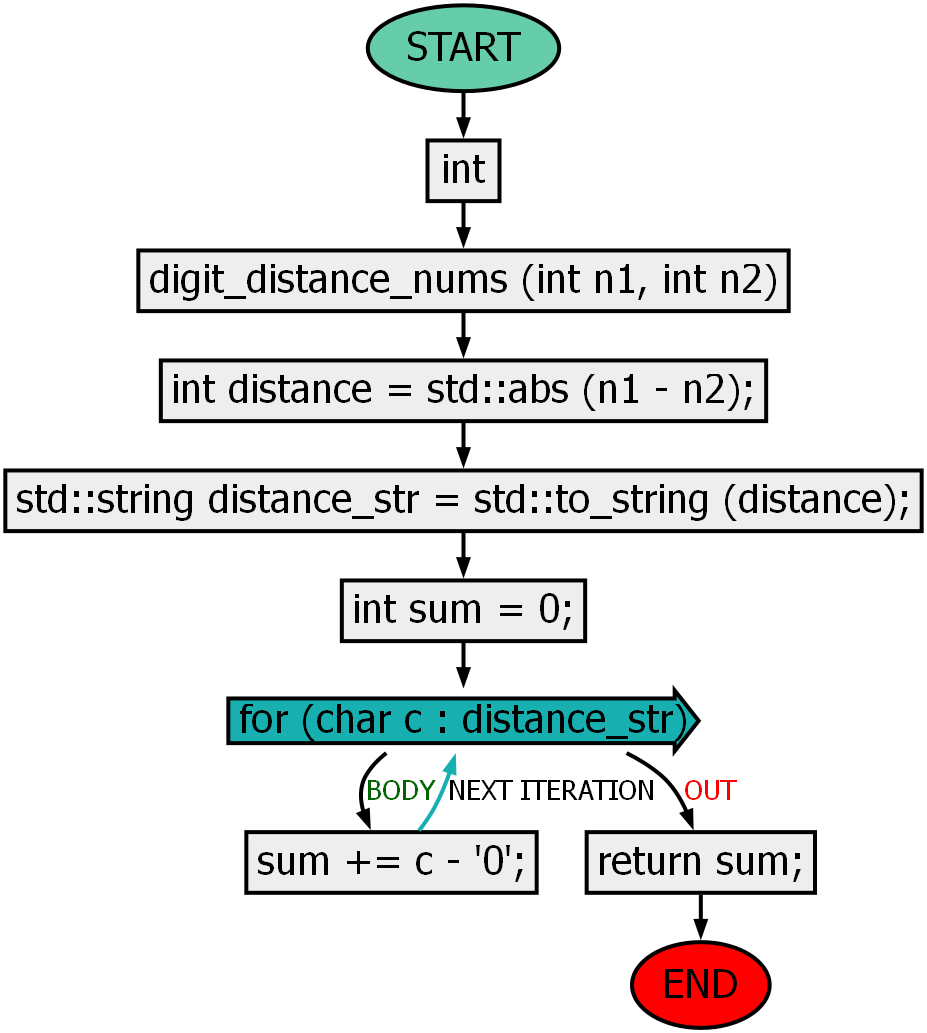 START
int
digit_distance_nums (int n1, int n2)
int distance = std::abs (n1 - n2);
std::string distance_str = std::to_string (distance);
int sum = 0;
for (char c : distance_str)
BODY
NEXT ITERATION
OUT
sum += c - '0';
return sum;
END